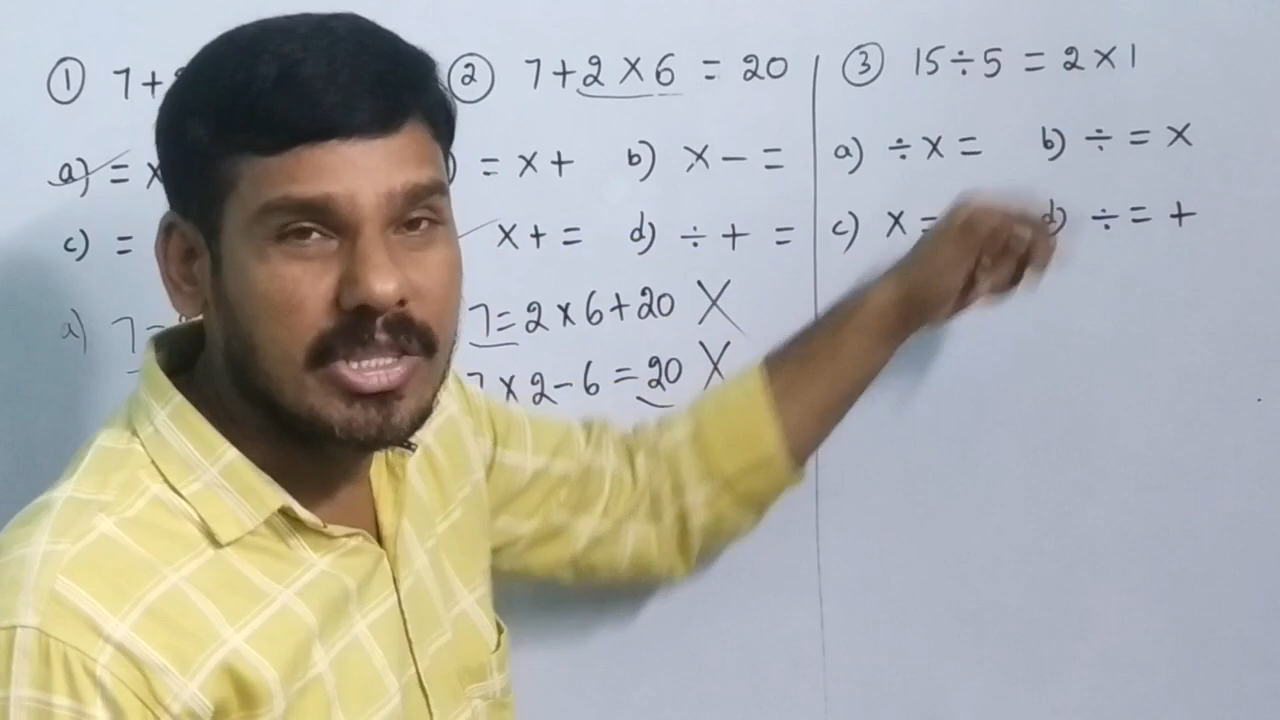 ① 7+
a) = x
c) =
a) 7=
② 7+2×6 = 20
) = × + b) × − =
× + = d) ÷ + =
7=2×6+20 X
7×2−6=20 X
③ 15÷5 = 2×1
a) ÷ × = b) ÷ = ×
c) × = d) ÷ = +